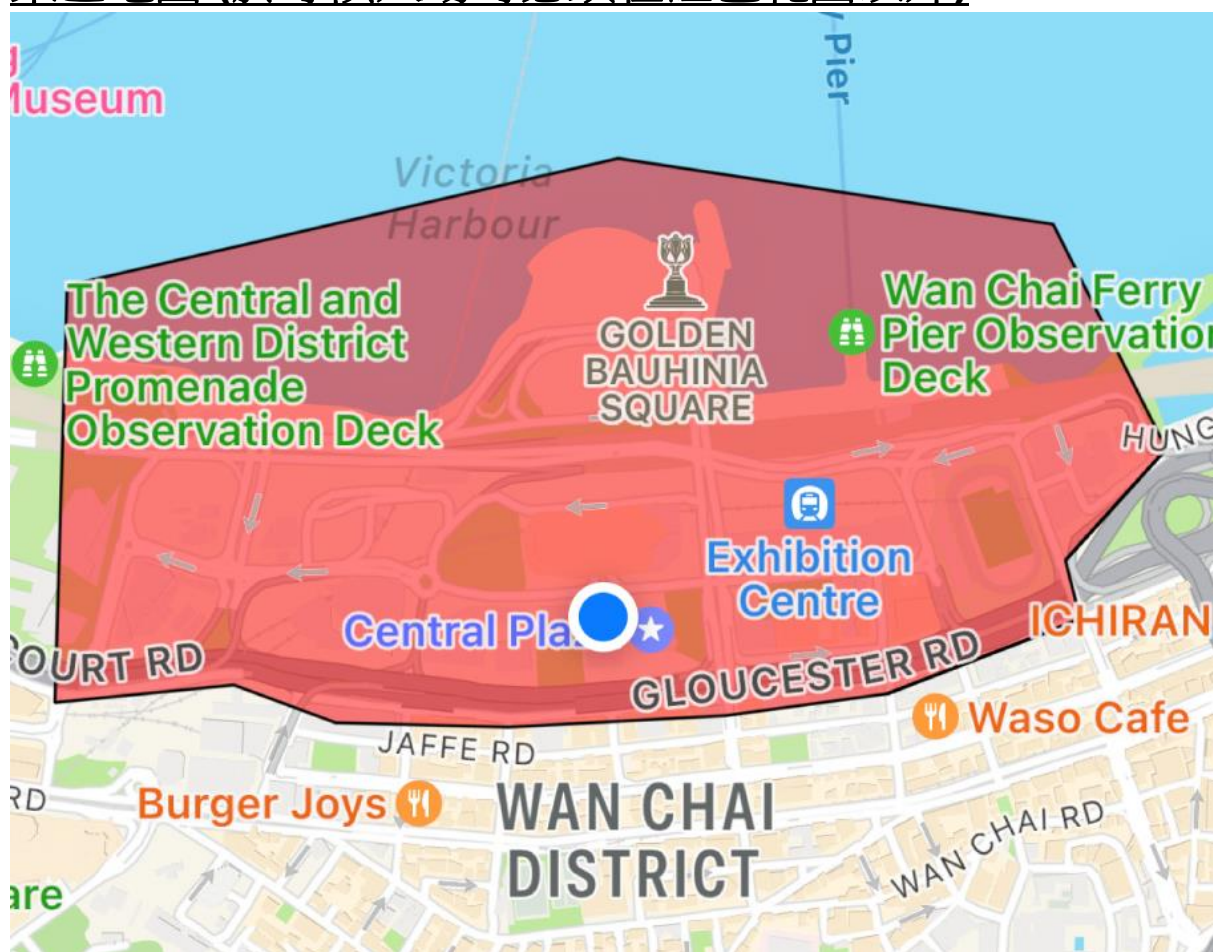 Museum
y Pier
Victoria
Harbour
The Central and
Western District
Promenade
Observation Deck
GOLDEN
BAUHINIA
SQUARE
Wan Chai Ferry
Pier Observation
Deck
HUNG
Exhibition
Centre
Central Pla
ICHIRAN
COURT RD
GLOUCESTER RD
Waso Cafe
JAFFE RD
RD
Burger Joys
WAN CHAI
DISTRICT
WAN CHAI RD
are